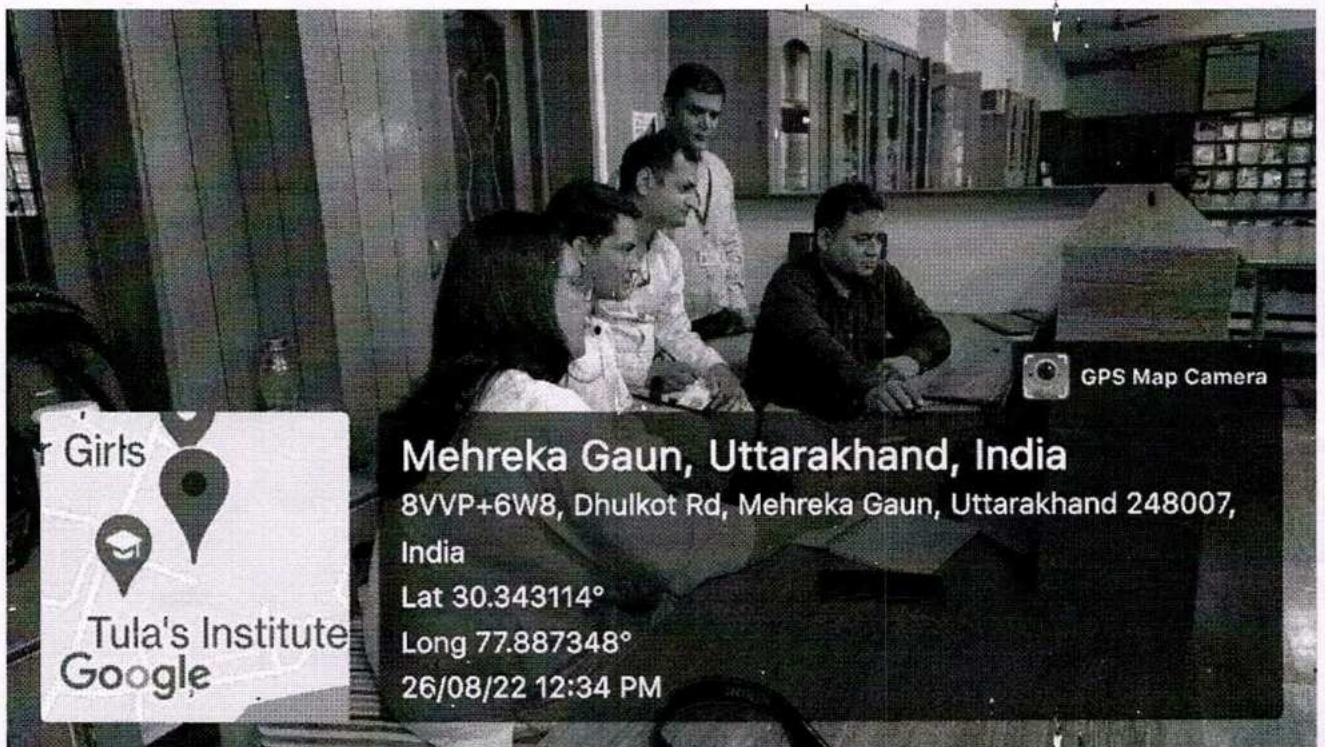 GPS Map Camera
r Girls
Tula's Institute
Google
Mehreka Gaun, Uttarakhand, India
8VVP+6W8, Dhulkot Rd, Mehreka Gaun, Uttarakhand 248007,
India
Lat 30.343114°
Long 77.887348°
26/08/22 12:34 PM